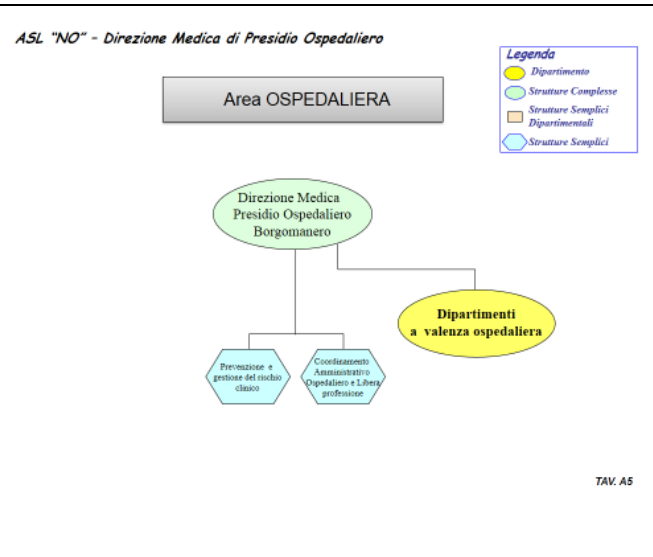 ASL "NO" - Direzione Medica di Presidio Ospedaliero
Legenda
Dipartimento
Strutture Complesse
Strutture Semplici
Dipartimentali
Strutture Semplici
Area OSPEDALIERA
Direzione Medica
Presidio Ospedaliero
Borgomanero
Dipartimenti
a valenza ospedaliera
Prevenzione e
gestione del rischio
clinico
Coordinamento
Amministrativo
Ospedaliero e Libera
professione
TAV. A5